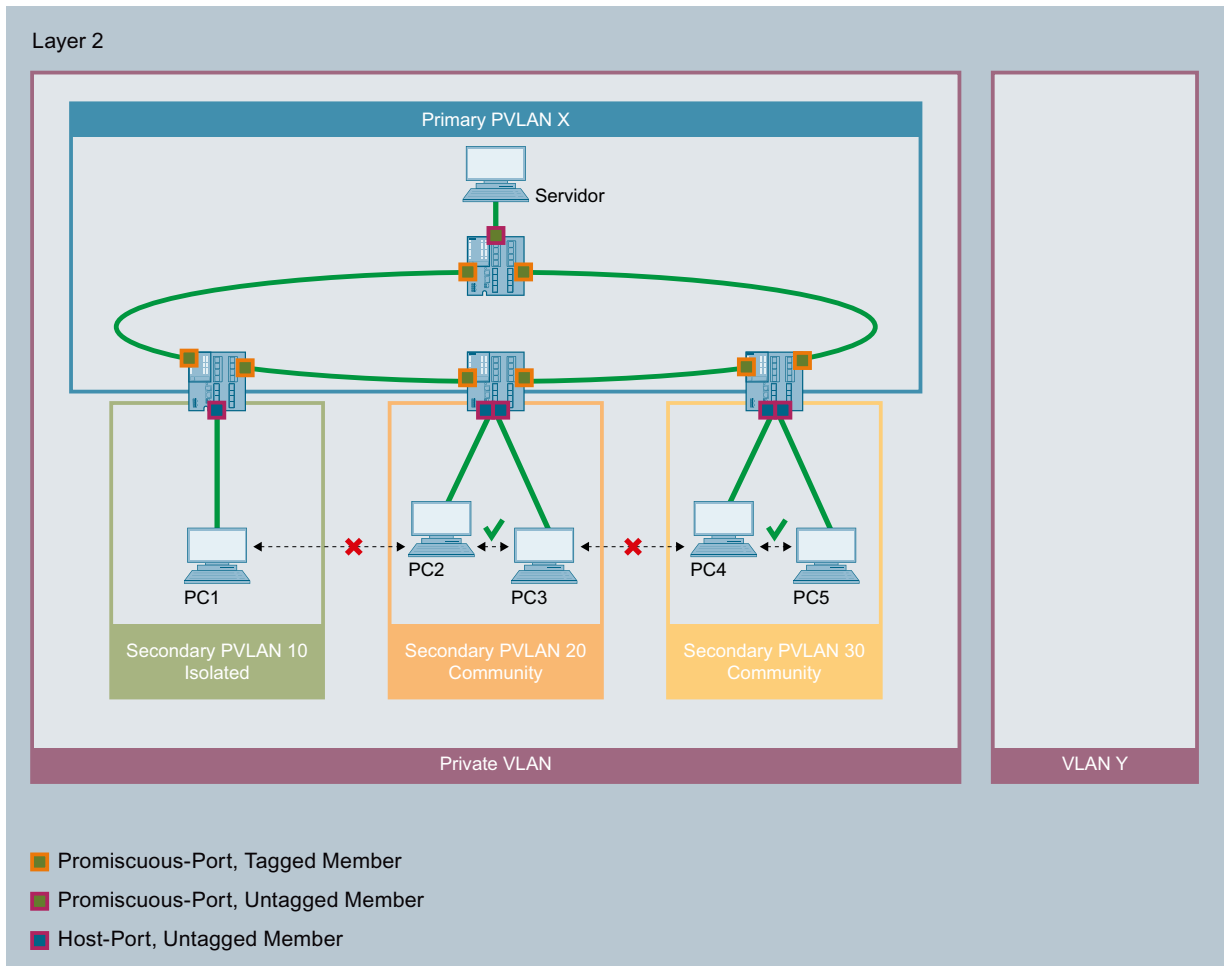 Layer 2
Primary PVLAN X
Servidor
PC1
PC2
PC3
PC4
PC5
Secondary PVLAN 10
Isolated
Secondary PVLAN 20
Community
Secondary PVLAN 30
Community
Private VLAN
VLAN Y
Promiscuous-Port, Tagged Member
Promiscuous-Port, Untagged Member
Host-Port, Untagged Member